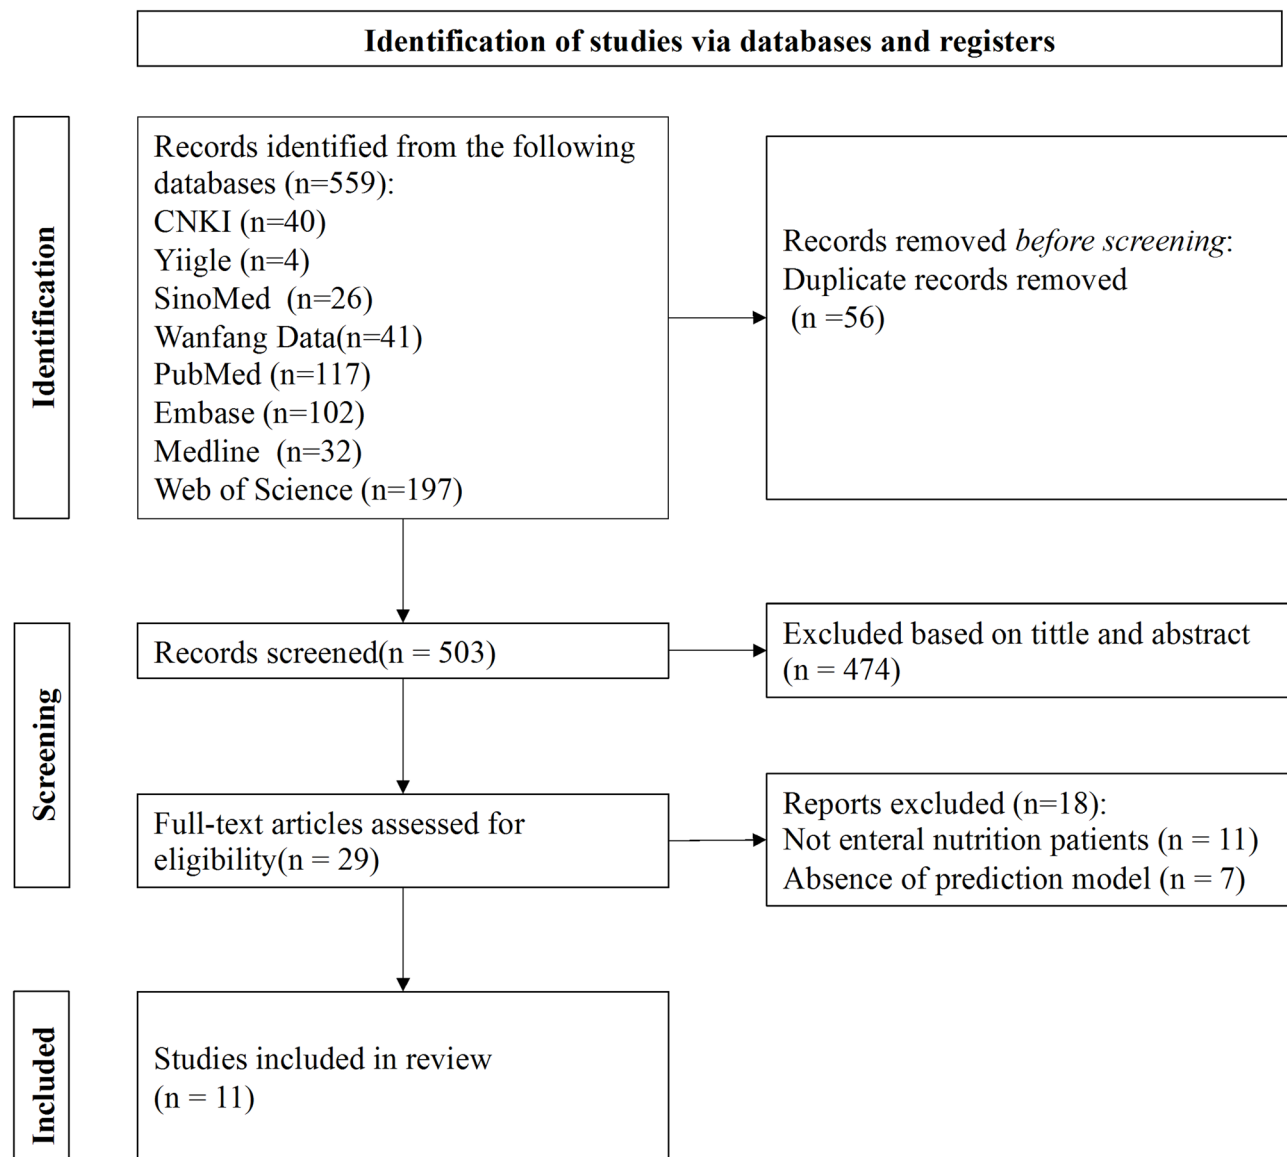 Identification of studies via databases and registers
Identification
Records identified from the following
databases (n=559):
CNKI (n=40)
Yiigle (n=4)
SinoMed  (n=26)
Wanfang Data(n=41)
PubMed (n=117)
Embase (n=102)
Medline  (n=32)
Web of Science (n=197)
Records removed before screening:
Duplicate records removed
(n =56)
Screening
Records screened(n = 503)
Excluded based on tittle and abstract
(n = 474)
Full-text articles assessed for
eligibility(n = 29)
Reports excluded (n=18):
Not enteral nutrition patients (n = 11)
Absence of prediction model (n = 7)
Included
Studies included in review
(n = 11)